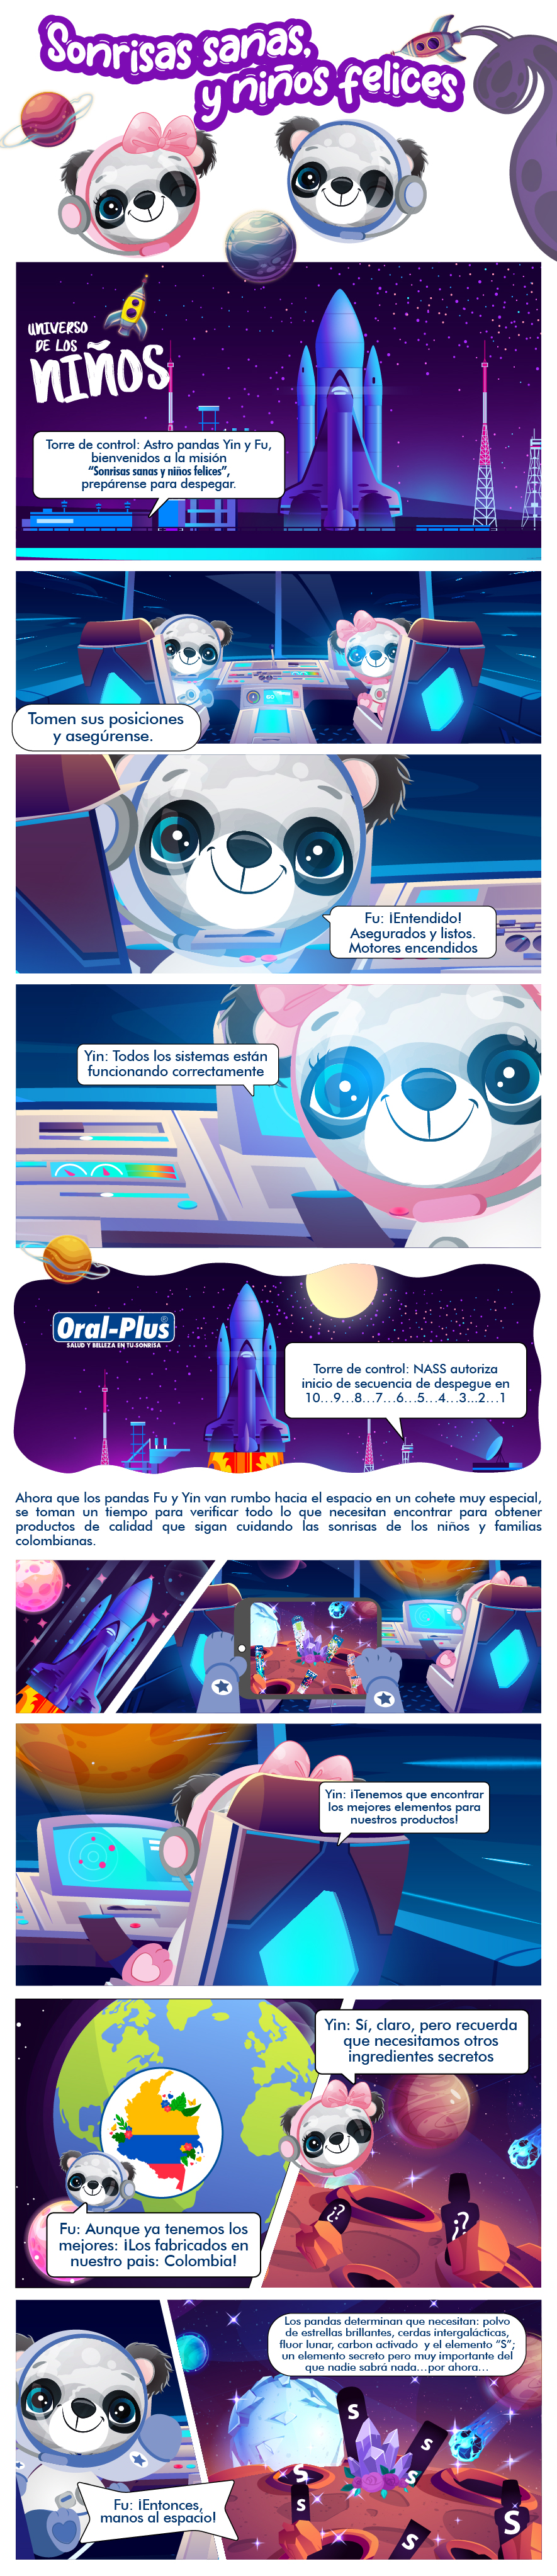 Sonrisas sanas,
y niños felices
UNIVERSO
DE LOS
NIÑOS
Torre de control: Astro pandas Yin y Fu,
bienvenidos a la misión
“Sonrisas sanas y niños felices”,
prepárense para despegar.
Tomen sus posiciones
y asegúrense.
Fu: ¡Entendido!
Asegurados y listos.
Motores encendidos
Yin: Todos los sistemas están
funcionando correctamente
Oral-Plus®
SALUD Y BELLEZA EN TU SONRISA
Torre de control: NASS autoriza
inicio de secuencia de despegue en
10...9...8...7...6...5...4...3...2...1
Ahora que los pandas Fu y Yin van rumbo hacia el espacio en un cohete muy especial,
se toman un tiempo para verificar todo lo que necesitan encontrar para obtener
productos de calidad que sigan cuidando las sonrisas de los niños y familias
colombianas.
Yin: ¡Tenemos que encontrar
los mejores elementos para
nuestros productos!
Yin: Sí, claro, pero recuerda
que necesitamos otros
ingredientes secretos
¿?
¿?
Fu: Aunque ya tenemos los
mejores: ¡Los fabricados en
nuestro pais: Colombia!
Los pandas determinan que necesitan: polvo
de estrellas brillantes, cerdas intergalácticas,
fluor lunar, carbon activado y el elemento “S”;
un elemento secreto pero muy importante del
que nadie sabrá nada...por ahora...
S
S
S
S
S
S
S
Fu: ¡Entonces,
manos al espacio!